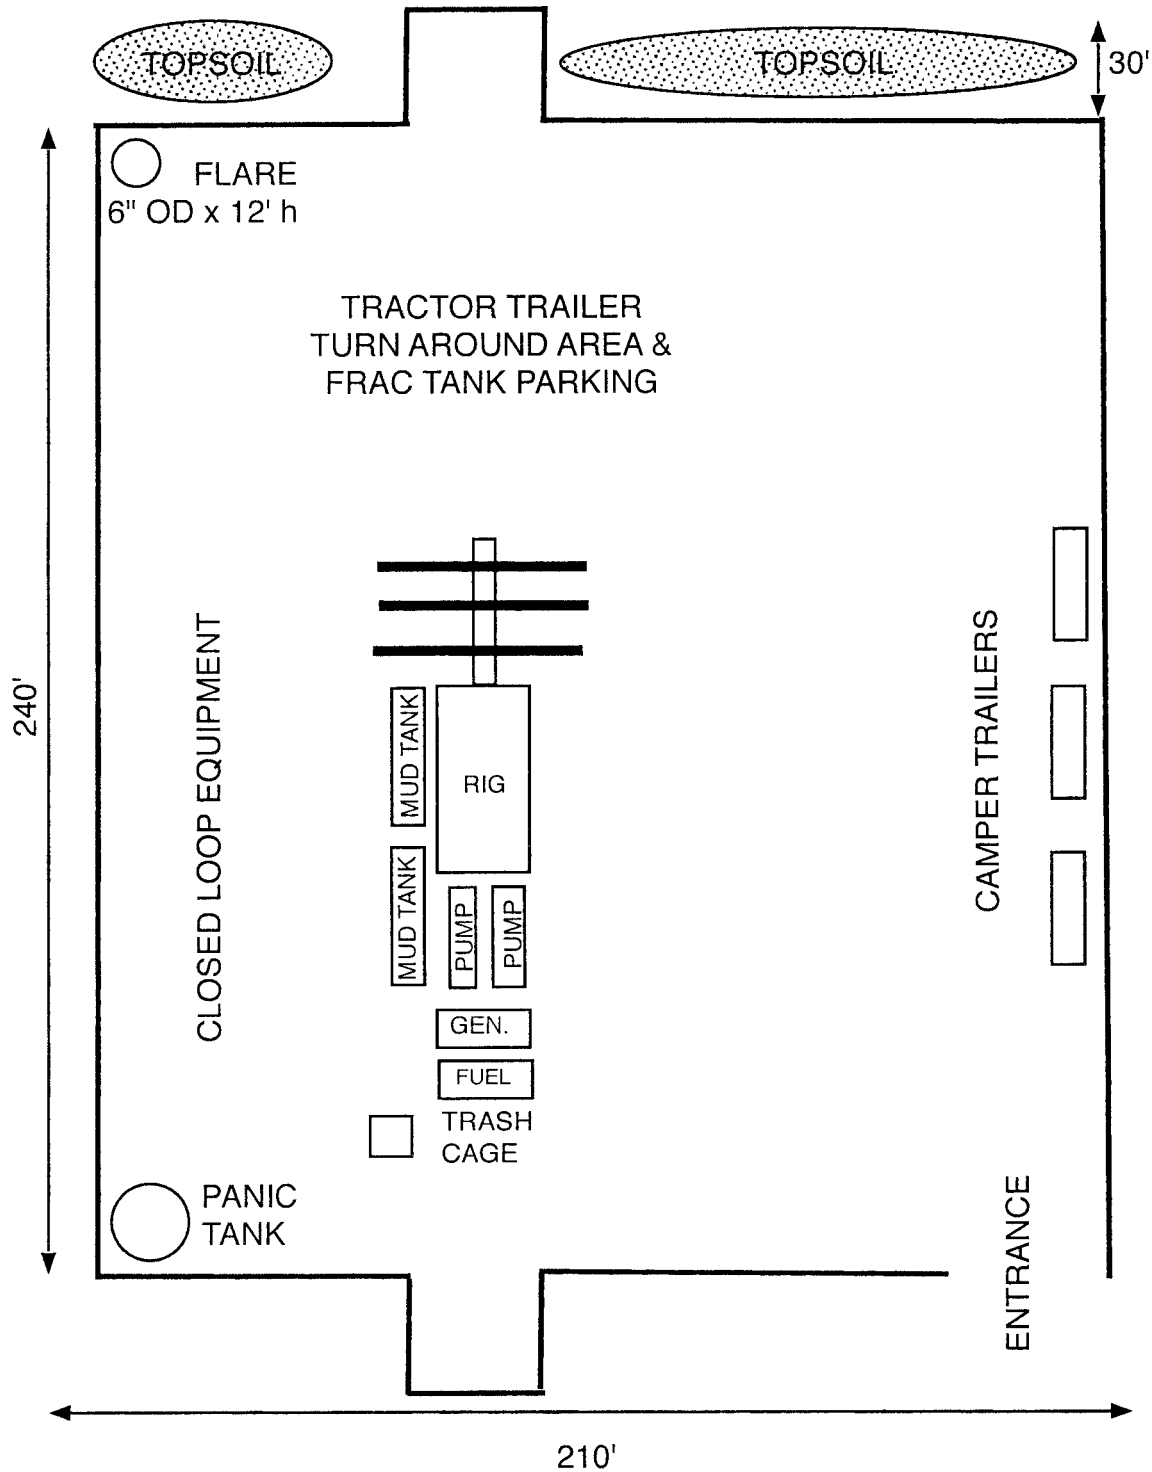 TOPSOIL
TOPSOIL
30'
FLARE
6" OD x 12' h
TRACTOR TRAILER
TURN AROUND AREA &
FRAC TANK PARKING
240'
CLOSED LOOP EQUIPMENT
MUD TANK
RIG
MUD TANK
PUMP
PUMP
GEN.
FUEL
TRASH
CAGE
CAMPER TRAILERS
PANIC
TANK
ENTRANCE
210'